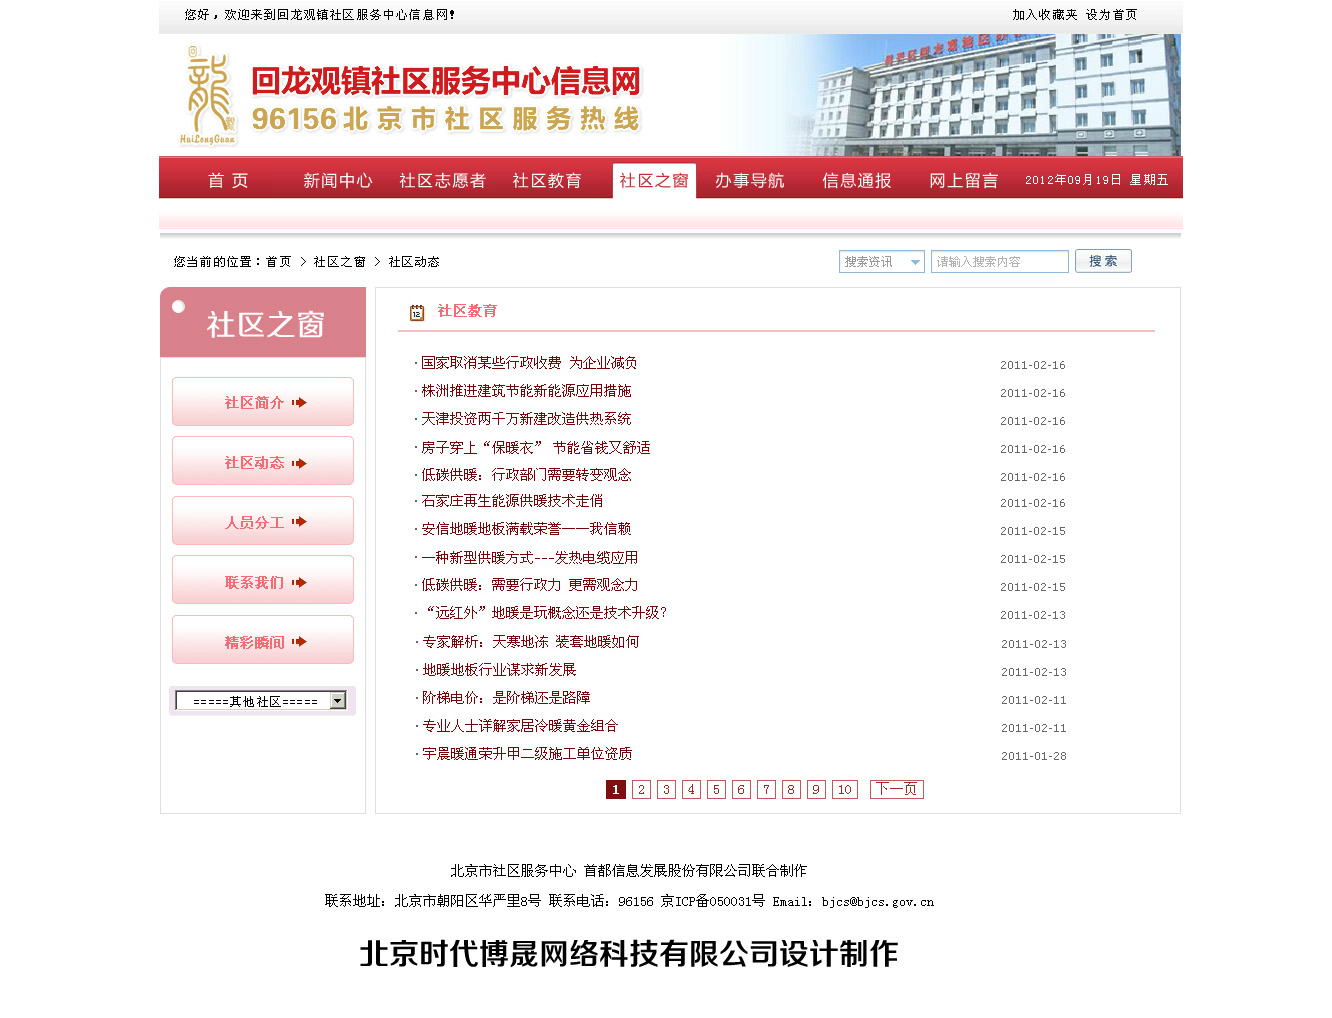 您好，欢迎来到回龙观镇社区服务中心信息网！ 加入收藏夹 设为首页
回龙观镇社区服务中心信息网
96156北京市社区服务热线
HuiLongGuan
首 页 新闻中心 社区志愿者 社区教育 社区之窗 办事导航 信息通报 网上留言 2012年09月19日 星期五
您当前的位置：首页 > 社区之窗 > 社区动态 搜索资讯 请输入搜索内容 搜 索
社区之窗
社区简介
社区动态
人员分工
联系我们
精彩瞬间
=====其他社区=====
社区教育
·国家取消某些行政收费 为企业减负 2011-02-16
·株洲推进建筑节能新能源应用措施 2011-02-16
·天津投资两千万新建改造供热系统 2011-02-16
·房子穿上“保暖衣” 节能省钱又舒适 2011-02-16
·低碳供暖：行政部门需要转变观念 2011-02-16
·石家庄再生能源供暖技术走俏 2011-02-16
·安信地暖地板满载荣誉——我信赖 2011-02-15
·一种新型供暖方式---发热电缆应用 2011-02-15
·低碳供暖：需要行政力 更需观念力 2011-02-15
·“远红外”地暖是玩概念还是技术升级？ 2011-02-13
·专家解析：天寒地冻 装套地暖如何 2011-02-13
·地暖地板行业谋求新发展 2011-02-13
·阶梯电价：是阶梯还是路障 2011-02-11
·专业人士详解家居冷暖黄金组合 2011-02-11
·宇晨暖通荣升甲二级施工单位资质 2011-01-28
1 2 3 4 5 6 7 8 9 10 下一页
北京市社区服务中心 首都信息发展股份有限公司联合制作
联系地址：北京市朝阳区华严里8号 联系电话：96156 京ICP备050031号 Email：bjcs@bjcs.gov.cn
北京时代博晟网络科技有限公司设计制作